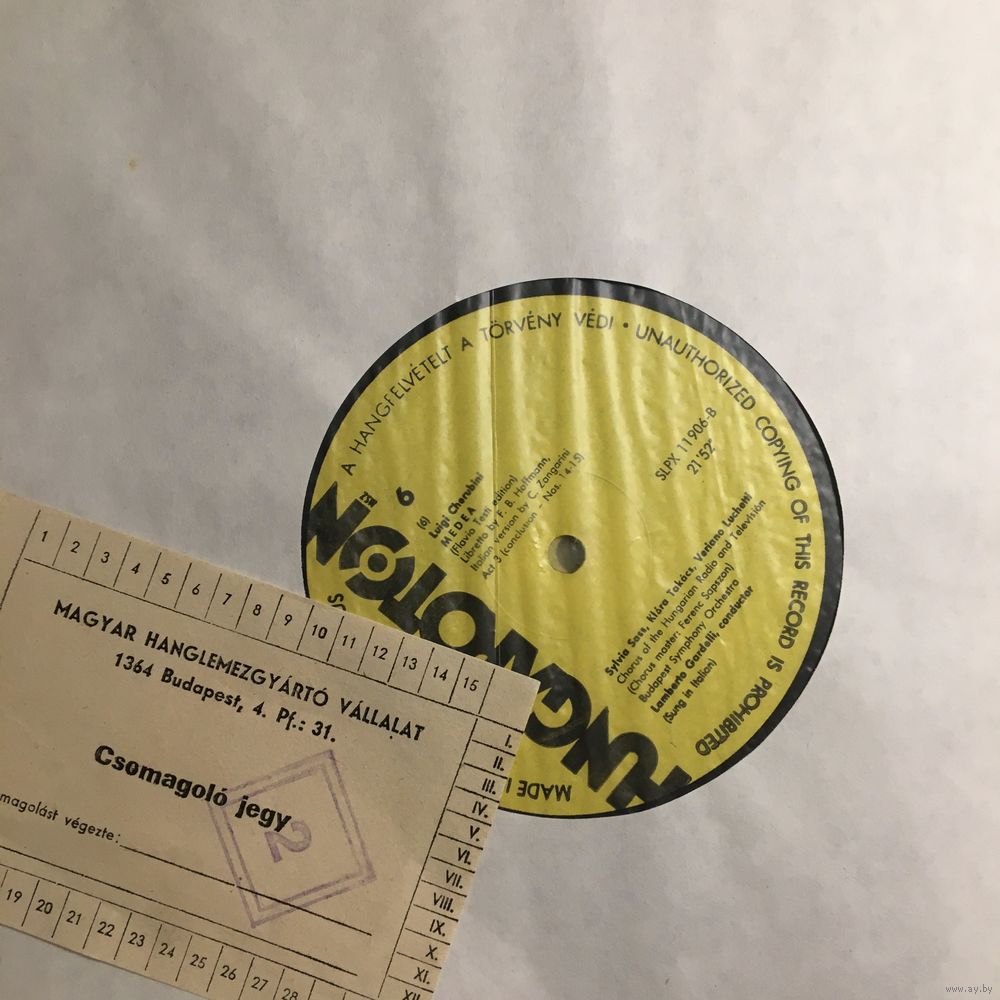 A HANGFELVÉTELT A TÖRVÉNY VÉDI • UNAUTHORIZED COPYING OF THIS RECORD IS PROHIBITED
SLPX 11906-B
21'52"
6
(6)
Luigi Cherubini
MEDEA
(Flavio Testi edition)
Libretto by F. B. Hoffmann,
Italian version by C. Zangarini
Act 3 (conclusion – Nos. 14-15)
Sylvia Sass, Klára Takács, Veriano Luchetti
Chorus of the Hungarian Radio and Television
(Chorus master: Ferenc Sapszon)
Budapest Symphony Orchestra
Lamberto Gardelli, conductor
(Sung in Italian)
MADE
1 2 3 4 5 6 7 8 9 10 11 12 13 14 15
MAGYAR HANGLEMEZGYÁRTÓ VÁLLALAT
1364 Budapest, 4. Pf.: 31.
Csomagoló jegy
magolást végezte:
2
I.
II.
III.
IV.
V.
VI.
VII.
VIII.
IX.
X.
XI.
XII
19 20 21 22 23 24 25 26 27 28
www.ay.by